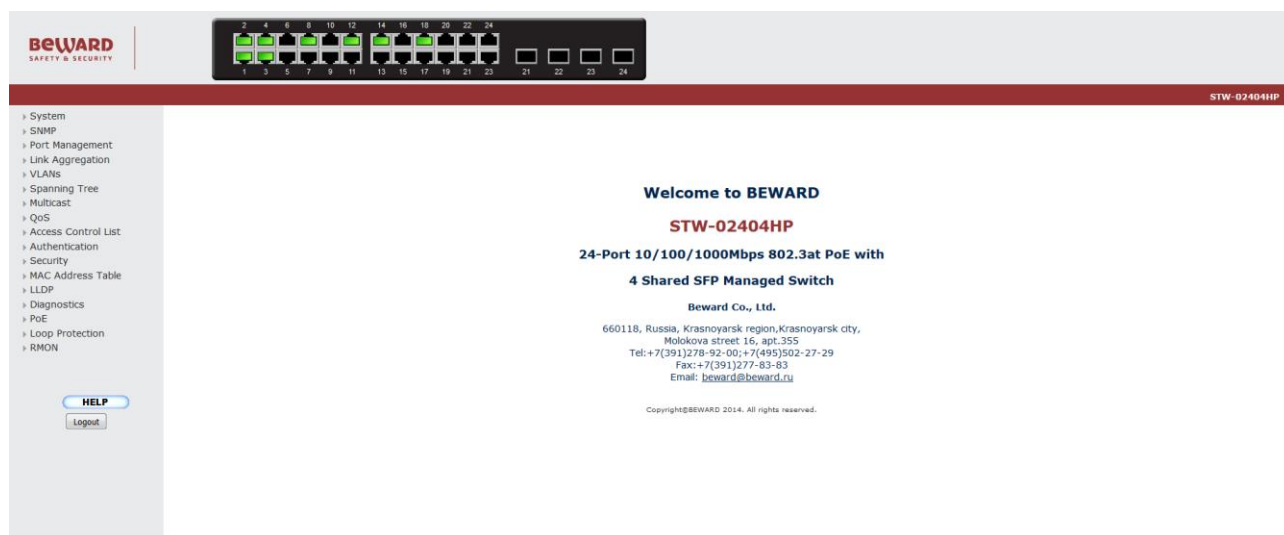 BEWARD
SAFETY & SECURITY
2 4 6 8 10 12 14 16 18 20 22 24
1 3 5 7 9 11 13 15 17 19 21 23 21 22 23 24
STW-02404HP
System
SNMP
Port Management
Link Aggregation
VLANs
Spanning Tree
Multicast
QoS
Access Control List
Authentication
Security
MAC Address Table
LLDP
Diagnostics
PoE
Loop Protection
RMON
HELP
Logout
Welcome to BEWARD
STW-02404HP
24-Port 10/100/1000Mbps 802.3at PoE with
4 Shared SFP Managed Switch
Beward Co., Ltd.
660118, Russia, Krasnoyarsk region,Krasnoyarsk city,
Molokova street 16, apt.355
Tel:+7(391)278-92-00;+7(495)502-27-29
Fax:+7(391)277-83-83
Email: beward@beward.ru
Copyright©BEWARD 2014. All rights reserved.